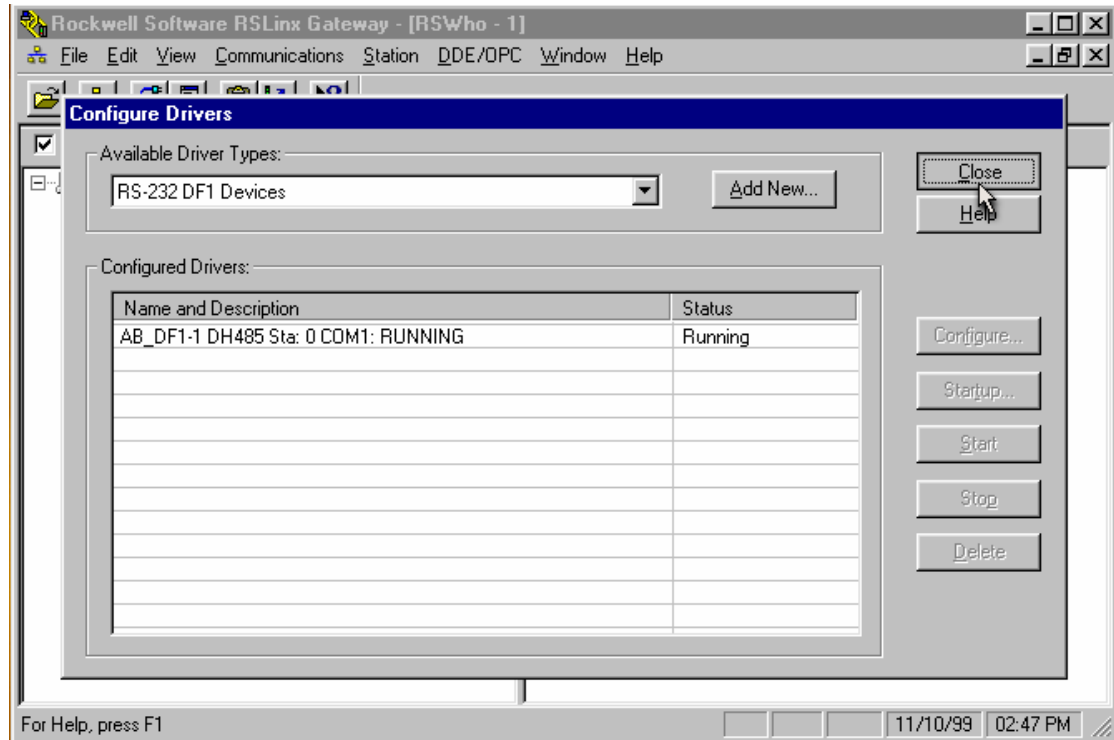 Rockwell Software RSLinx Gateway - [RSWho - 1]
File Edit View Communications Station DDE/OPC Window Help
Configure Drivers
Available Driver Types:
RS-232 DF1 Devices
Add New...
Close
Help
Configured Drivers:
Name and Description Status
AB_DF1-1 DH485 Sta: 0 COM1: RUNNING Running
Configure...
Startup...
Start
Stop
Delete
For Help, press F1 11/10/99 02:47 PM